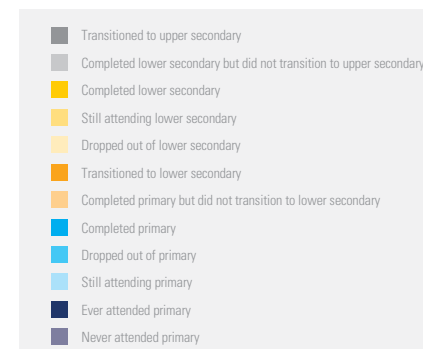 Transitioned to upper secondary
Completed lower secondary but did not transition to upper secondary
Completed lower secondary
Still attending lower secondary
Dropped out of lower secondary
Transitioned to lower secondary
Completed primary but did not transition to lower secondary
Completed primary
Dropped out of primary
Still attending primary
Ever attended primary
Never attended primary